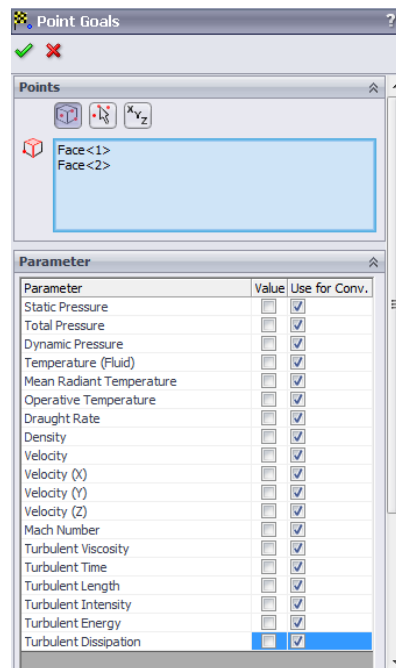 Point Goals ?
Points
X Y Z
Face<1>
Face<2>
Parameter
Parameter Value Use for Conv.
Static Pressure
Total Pressure
Dynamic Pressure
Temperature (Fluid)
Mean Radiant Temperature
Operative Temperature
Draught Rate
Density
Velocity
Velocity (X)
Velocity (Y)
Velocity (Z)
Mach Number
Turbulent Viscosity
Turbulent Time
Turbulent Length
Turbulent Intensity
Turbulent Energy
Turbulent Dissipation